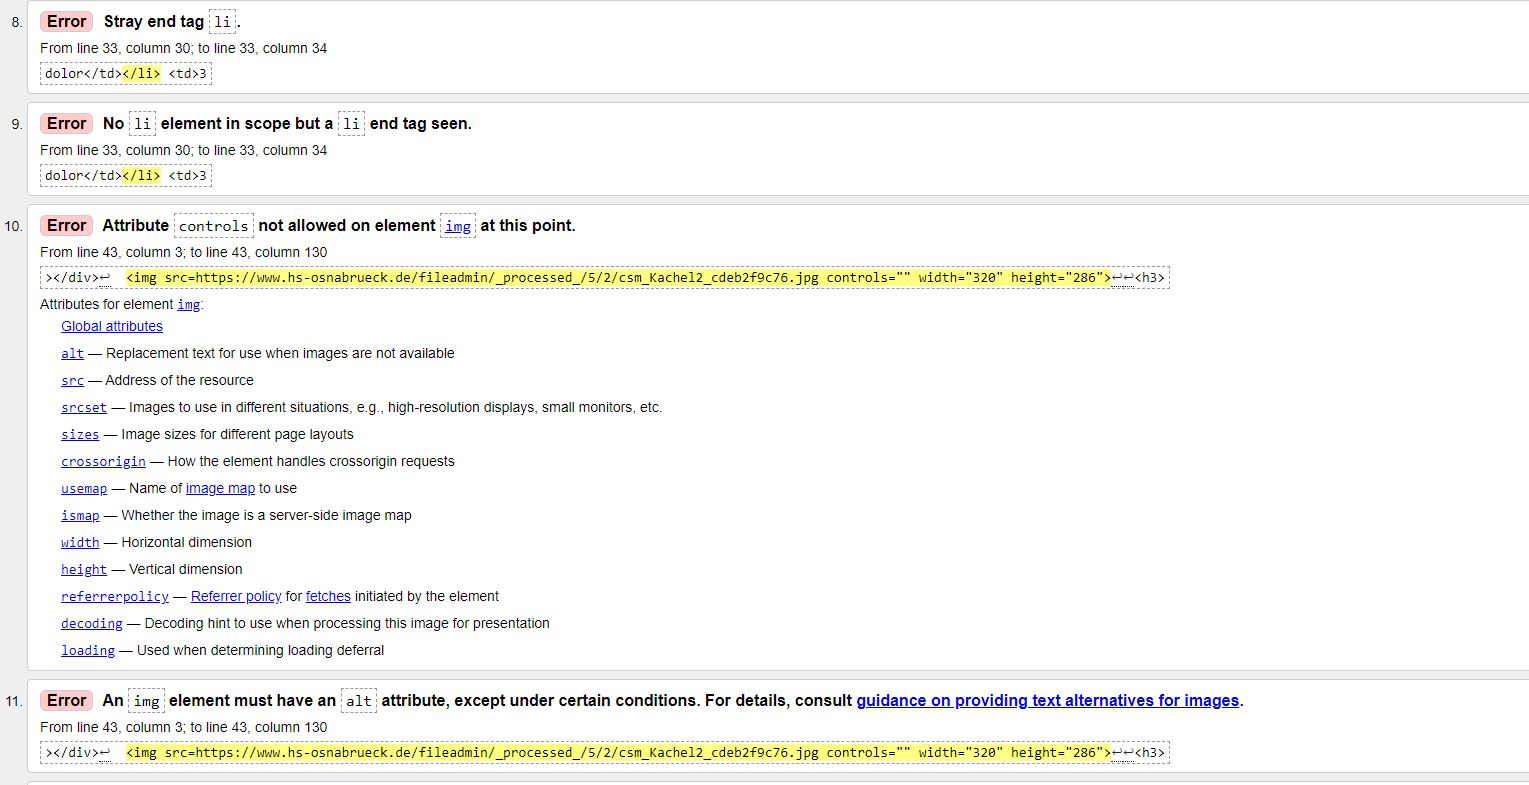 8. Error Stray end tag li.
From line 33, column 30; to line 33, column 34
dolor</td></li> <td>3
9. Error No li element in scope but a li end tag seen.
From line 33, column 30; to line 33, column 34
dolor</td></li> <td>3
10. Error Attribute controls not allowed on element img at this point.
From line 43, column 3; to line 43, column 130
></div>↩ <img src=https://www.hs-osnabrueck.de/fileadmin/_processed_/5/2/csm_Kachel2_cdeb2f9c76.jpg controls="" width="320" height="286">↩↩<h3>
Attributes for element img:
Global attributes
alt — Replacement text for use when images are not available
src — Address of the resource
srcset — Images to use in different situations, e.g., high-resolution displays, small monitors, etc.
sizes — Image sizes for different page layouts
crossorigin — How the element handles crossorigin requests
usemap — Name of image map to use
ismap — Whether the image is a server-side image map
width — Horizontal dimension
height — Vertical dimension
referrerpolicy — Referrer policy for fetches initiated by the element
decoding — Decoding hint to use when processing this image for presentation
loading — Used when determining loading deferral
11. Error An img element must have an alt attribute, except under certain conditions. For details, consult guidance on providing text alternatives for images.
From line 43, column 3; to line 43, column 130
></div>↩ <img src=https://www.hs-osnabrueck.de/fileadmin/_processed_/5/2/csm_Kachel2_cdeb2f9c76.jpg controls="" width="320" height="286">↩↩<h3>